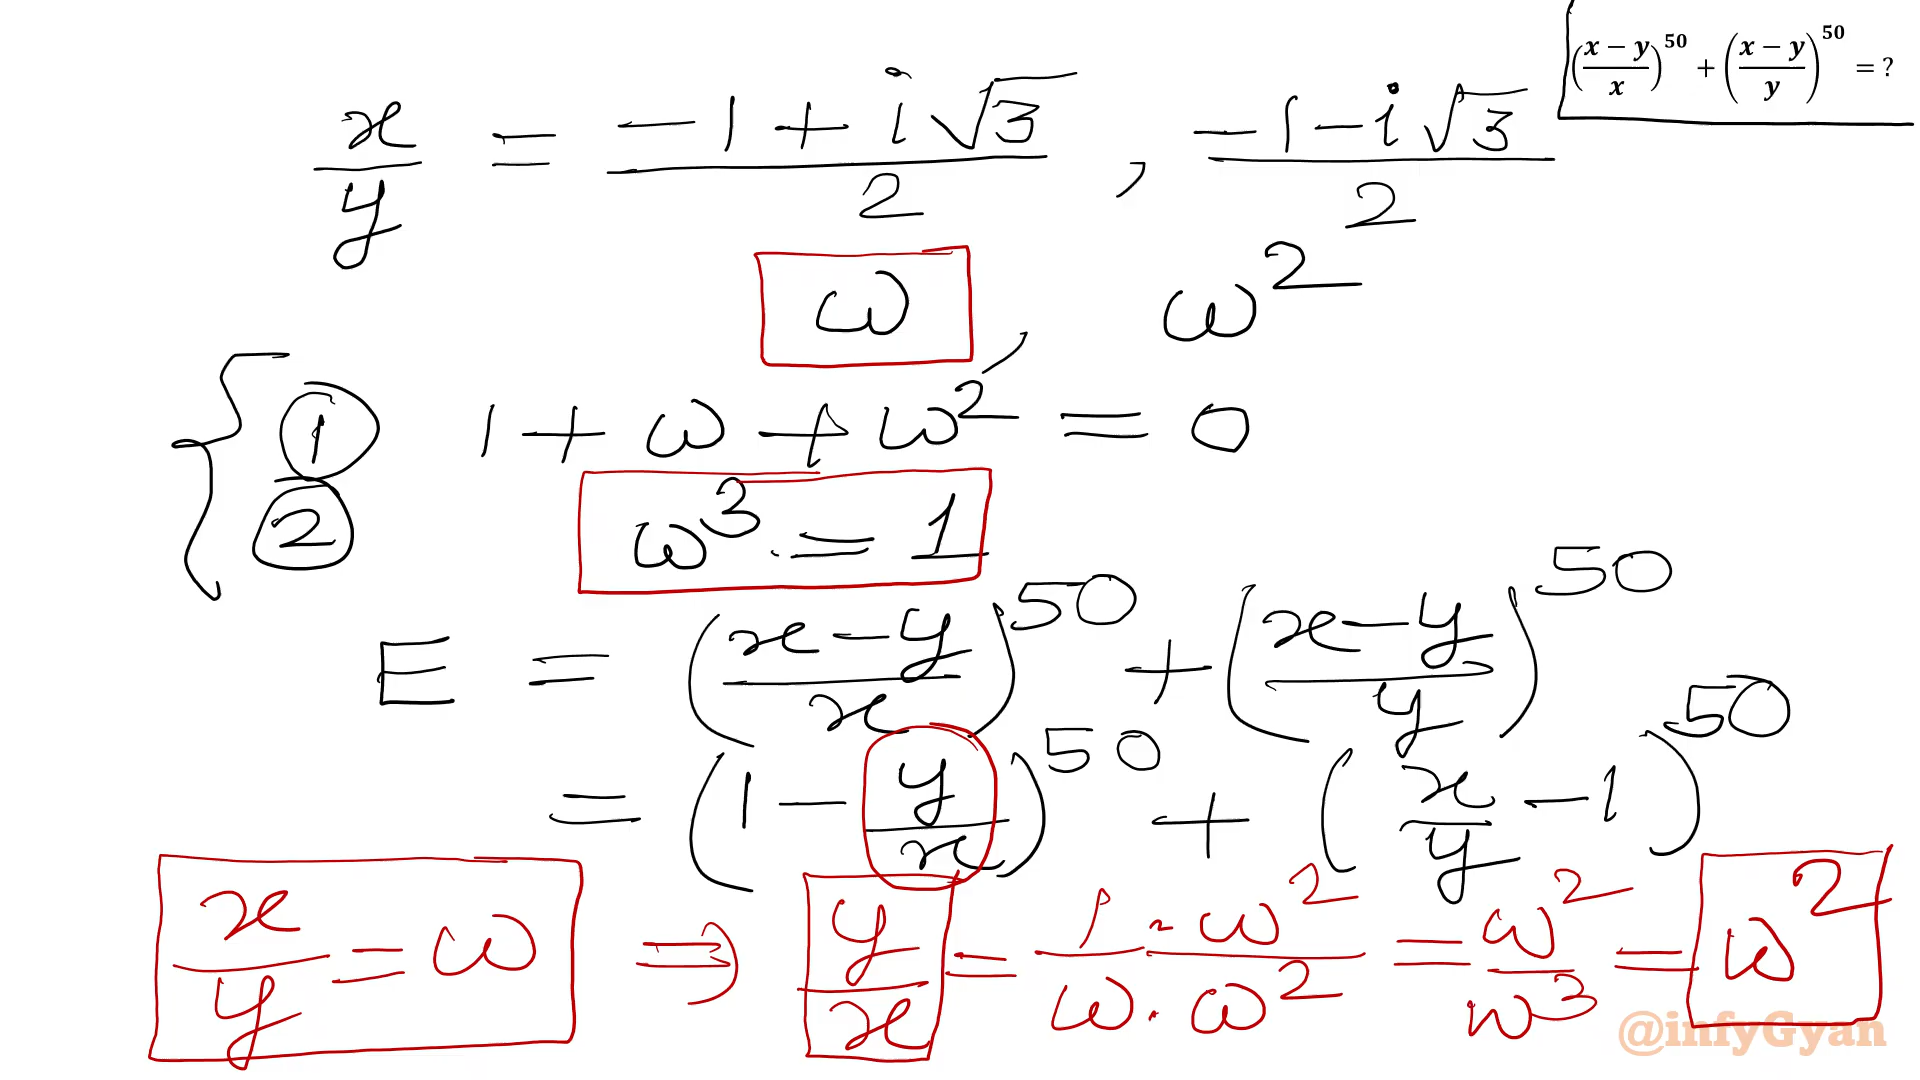 x/y = (-1 + i√3)/2 , (-1 - i√3)/2
((x − y)/x)^50 + ((x − y)/y)^50 = ?
ω , ω²
① 1 + ω + ω² = 0
② ω³ = 1
E = ((x - y)/x)^50 + ((x - y)/y)^50
= (1 - y/x)^50 + (x/y - 1)^50
x/y = ω ⇒ y/x = (1 · ω²)/(ω · ω²) = ω²/ω³ = ω²
@infyGyan